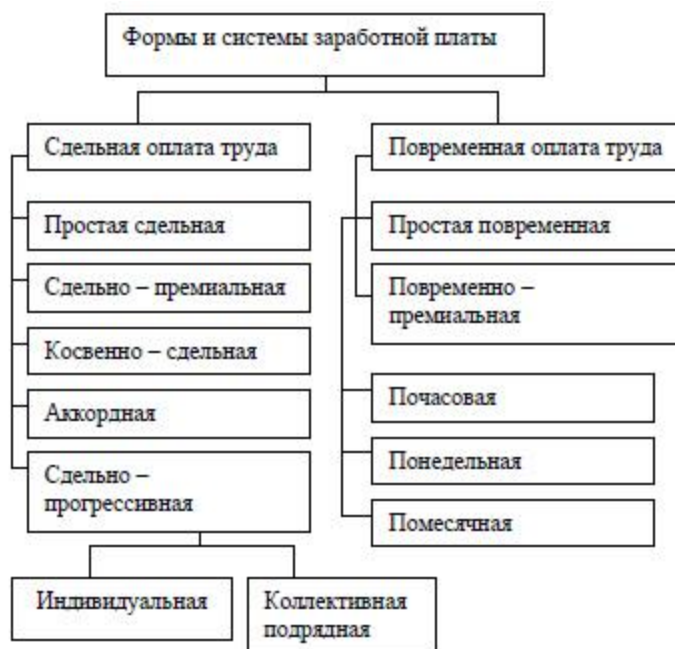 Формы и системы заработной платы
Сдельная оплата труда
Простая сдельная
Сдельно – премиальная
Косвенно – сдельная
Аккордная
Сдельно –
прогрессивная
Индивидуальная
Коллективная
подрядная
Повременная оплата труда
Простая повременная
Повременно –
премиальная
Почасовая
Понедельная
Помесячная